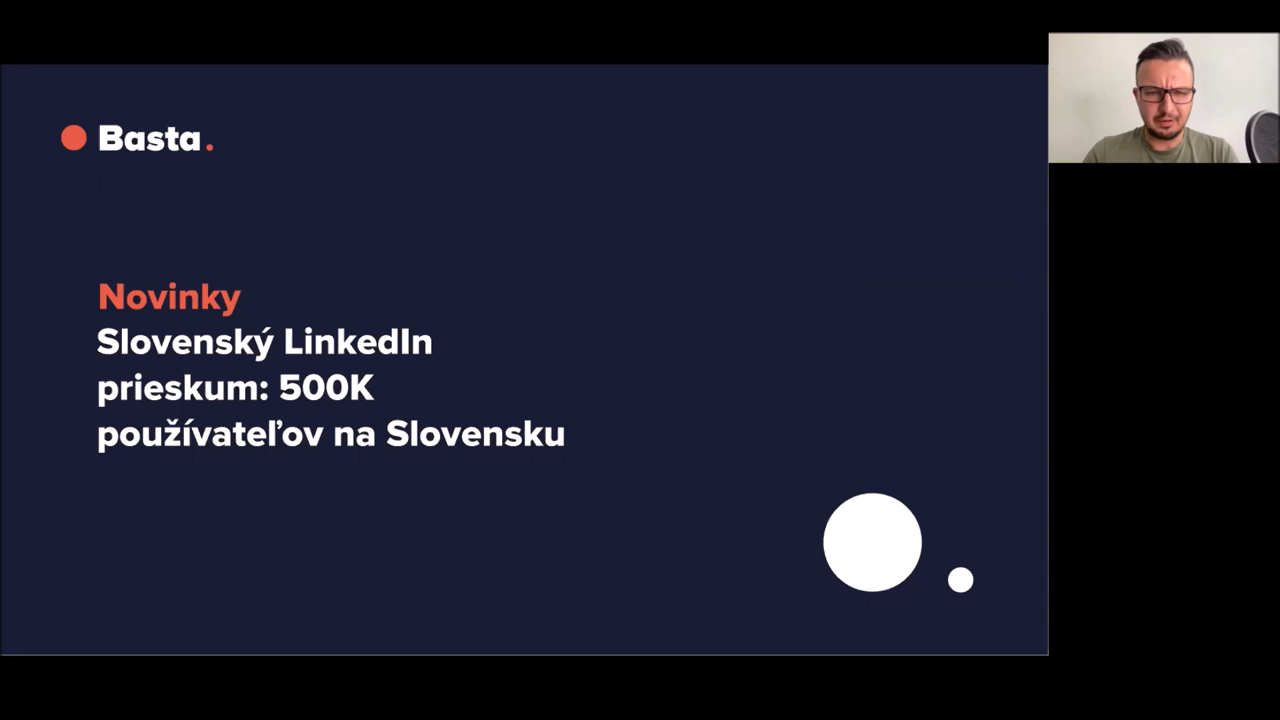 Basta.
Novinky
Slovenský LinkedIn
prieskum: 500K
používateľov na Slovensku